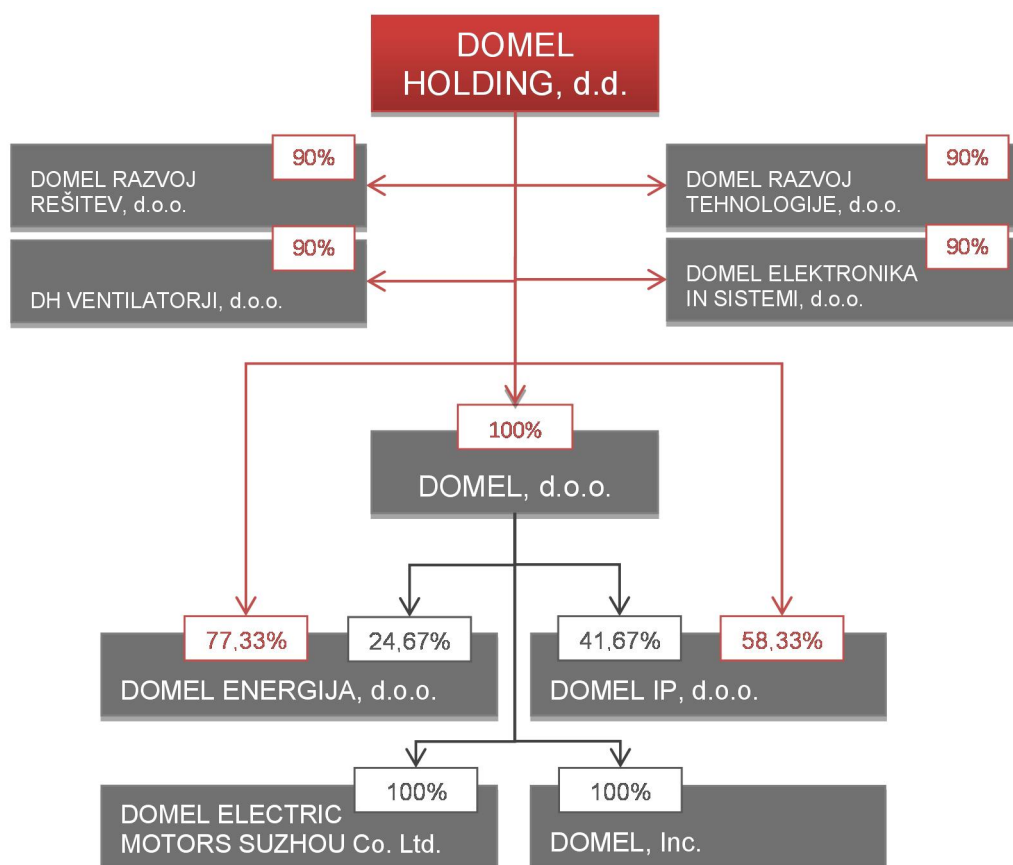 DOMEL
HOLDING, d.d.
90%
DOMEL RAZVOJ
REŠITEV, d.o.o.
90%
DOMEL RAZVOJ
TEHNOLOGIJE, d.o.o.
90%
DH VENTILATORJI, d.o.o.
90%
DOMEL ELEKTRONIKA
IN SISTEMI, d.o.o.
100%
DOMEL, d.o.o.
77,33%
24,67%
DOMEL ENERGIJA, d.o.o.
41,67%
58,33%
DOMEL IP, d.o.o.
100%
DOMEL ELECTRIC
MOTORS SUZHOU Co. Ltd.
100%
DOMEL, Inc.